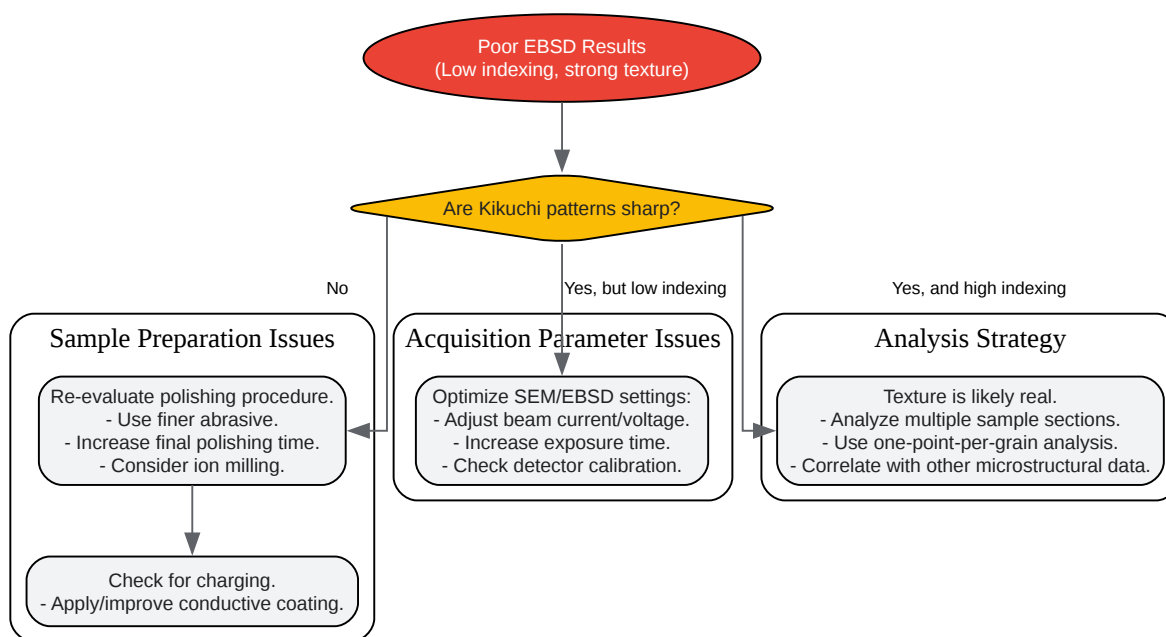 Poor EBSD Results
(Low indexing, strong texture)
Are Kikuchi patterns sharp?
No
Yes, but low indexing
Yes, and high indexing
Sample Preparation Issues
Re-evaluate polishing procedure.
- Use finer abrasive.
- Increase final polishing time.
- Consider ion milling.
Check for charging.
- Apply/improve conductive coating.
Acquisition Parameter Issues
Optimize SEM/EBSD settings:
- Adjust beam current/voltage.
- Increase exposure time.
- Check detector calibration.
Analysis Strategy
Texture is likely real.
- Analyze multiple sample sections.
- Use one-point-per-grain analysis.
- Correlate with other microstructural data.